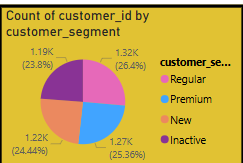 Count of customer_id by
customer_segment
1.19K
(23.8%)
1.32K
(26.4%)
1.22K
(24.44%)
1.27K
(25.36%)
customer_se...
Regular
Premium
New
Inactive